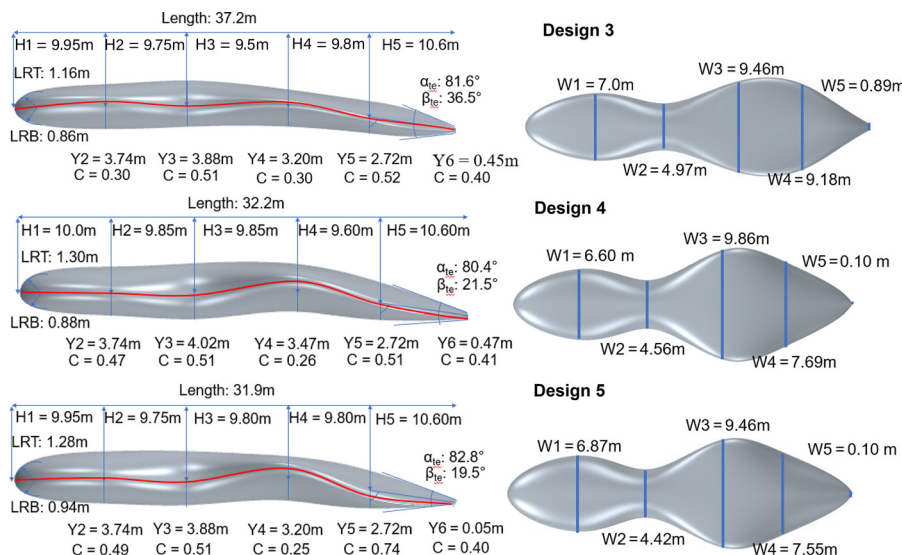 Length: 37.2m
H1 = 9.95m H2 = 9.75m H3 = 9.5m H4 = 9.8m H5 = 10.6m
LRT: 1.16m
αte: 81.6°
βte: 36.5°
LRB: 0.86m
Y2 = 3.74m Y3 = 3.88m Y4 = 3.20m Y5 = 2.72m Y6 = 0.45m
C = 0.30 C = 0.51 C = 0.30 C = 0.52 C = 0.40
Design 3
W1 = 7.0m
W3 = 9.46m
W5 = 0.89m
W2 = 4.97m
W4 = 9.18m
Length: 32.2m
H1 = 10.0m H2 = 9.85m H3 = 9.85m H4 = 9.60m H5 = 10.60m
LRT: 1.30m
αte: 80.4°
βte: 21.5°
LRB: 0.88m
Y2 = 3.74m Y3 = 4.02m Y4 = 3.47m Y5 = 2.72m Y6 = 0.47m
C = 0.47 C = 0.51 C = 0.26 C = 0.51 C = 0.41
Design 4
W1 = 6.60 m
W3 = 9.86m
W5 = 0.10 m
W2 = 4.56m
W4 = 7.69m
Length: 31.9m
H1 = 9.95m H2 = 9.75m H3 = 9.80m H4 = 9.80m H5 = 10.60m
LRT: 1.28m
αte: 82.8°
βte: 19.5°
LRB: 0.94m
Y2 = 3.74m Y3 = 3.88m Y4 = 3.20m Y5 = 2.72m Y6 = 0.05m
C = 0.49 C = 0.51 C = 0.25 C = 0.74 C = 0.40
Design 5
W1 = 6.87 m
W3 = 9.46m
W5 = 0.10 m
W2 = 4.42m
W4 = 7.55m